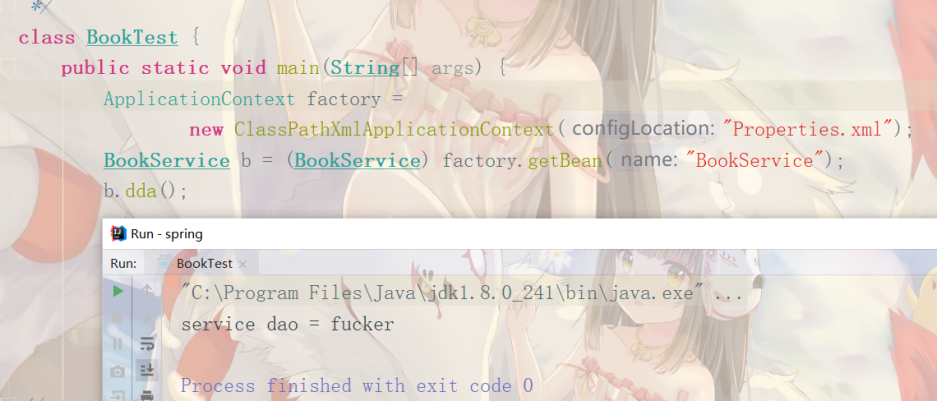 */
class BookTest {
public static void main(String[] args) {
ApplicationContext factory =
new ClassPathXmlApplicationContext( configLocation: "Properties.xml");
BookService b = (BookService) factory.getBean( name: "BookService");
b.dda();
Run - spring
Run: BookTest ×
"C:\Program Files\Java\jdk1.8.0_241\bin\java.exe" ...
service dao = fucker
Process finished with exit code 0
//